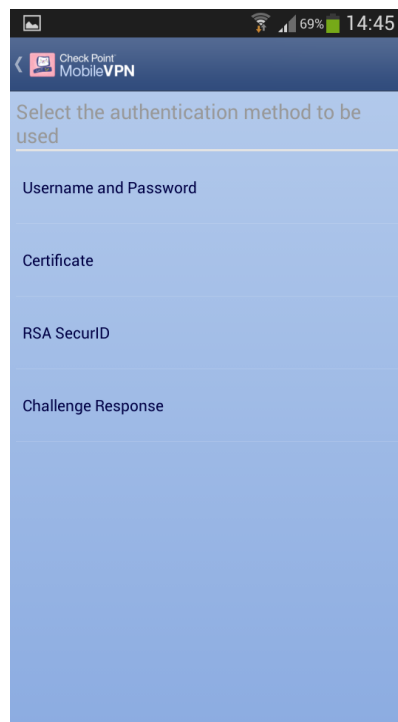 69% 14:45
Check Point
MobileVPN
Select the authentication method to be
used
Username and Password
Certificate
RSA SecurID
Challenge Response